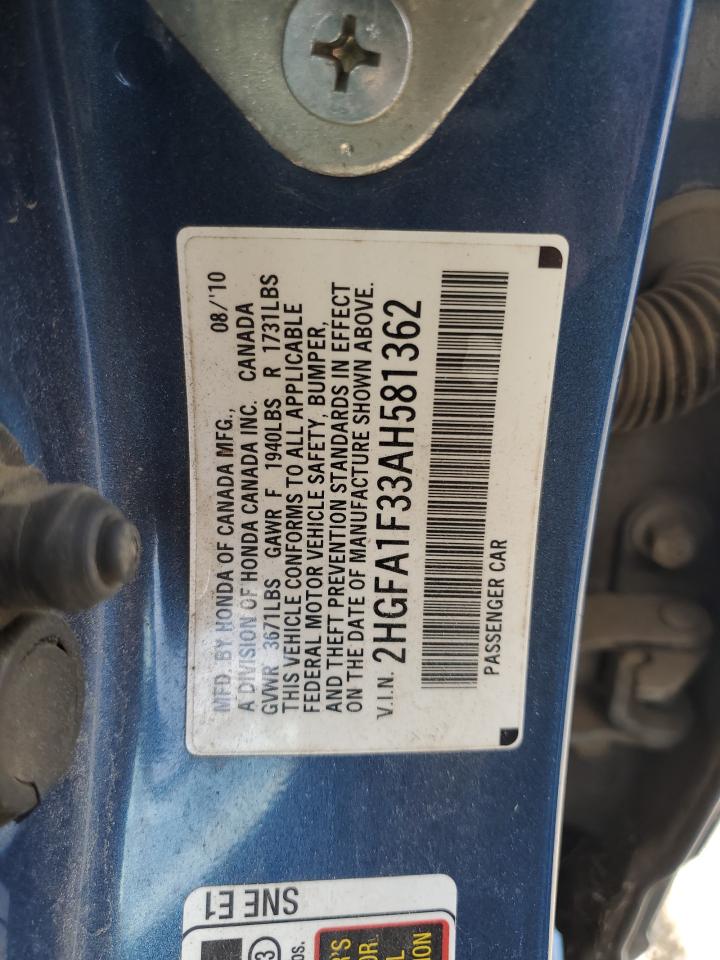 MFD. BY HONDA OF CANADA MFG., 08/'10
A DIVISION OF HONDA CANADA INC. CANADA
GVWR 3671LBS GAWR F 1940LBS R 1731LBS
THIS VEHICLE CONFORMS TO ALL APPLICABLE
FEDERAL MOTOR VEHICLE SAFETY, BUMPER,
AND THEFT PREVENTION STANDARDS IN EFFECT
ON THE DATE OF MANUFACTURE SHOWN ABOVE.
V.I.N. 2HGFA1F33AH581362
PASSENGER CAR
SNE E1